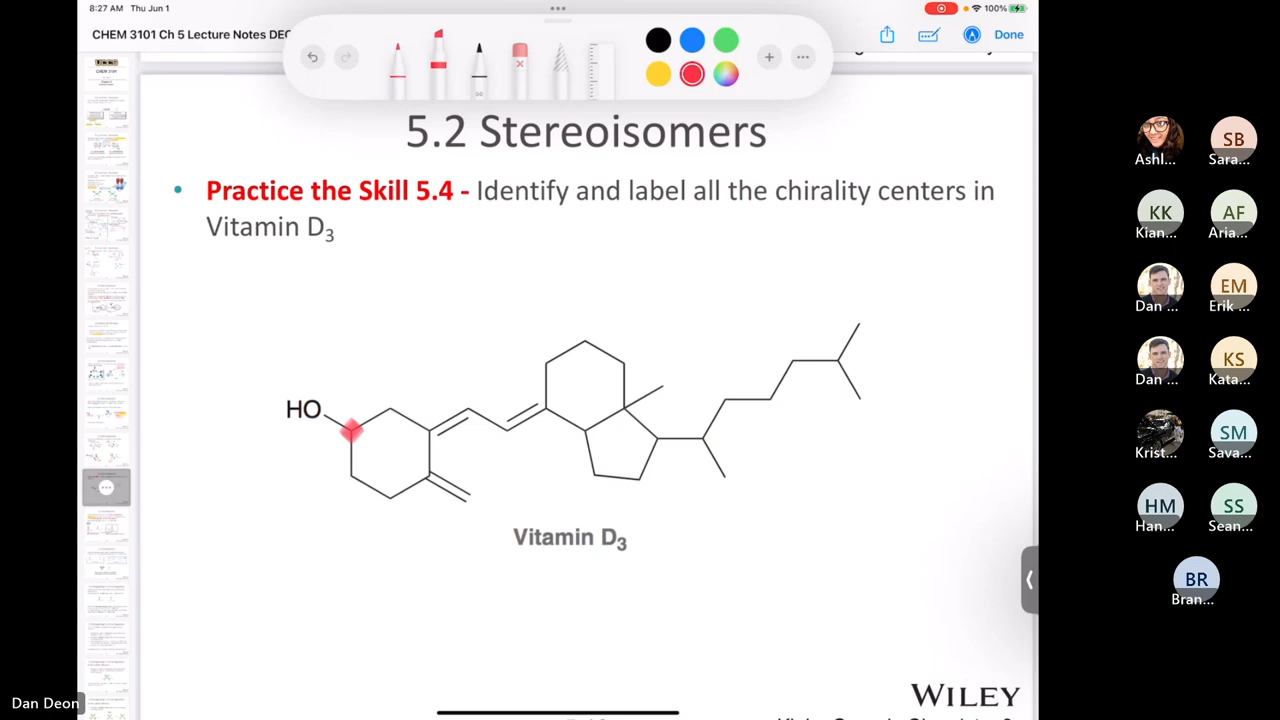 8:27 AM Thu Jun 1
100%
CHEM 3101 Ch 5 Lecture Notes DEC
Done
5.2 Stereoisomers
• Practice the Skill 5.4 - Identify and label all the chirality centers in
Vitamin D₃
HO
Vitamin D₃
WILEY
Ashl...
SB
Sara...
KK
Kian...
AF
Aria...
Dan ...
EM
Erik ...
Dan ...
KS
Kata...
Krist...
SM
Sava...
HM
Han...
SS
Sean...
BR
Bran...
Dan Deon